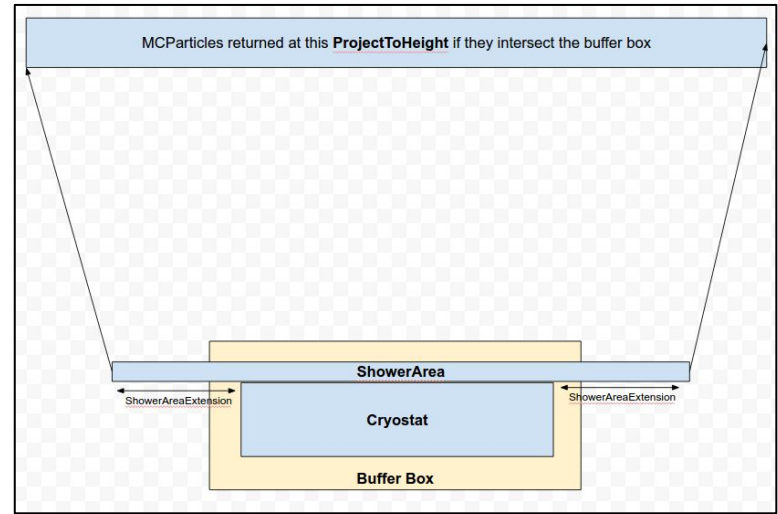 MCParticles returned at this ProjectToHeight if they intersect the buffer box
ShowerArea
ShowerAreaExtension
ShowerAreaExtension
Cryostat
Buffer Box